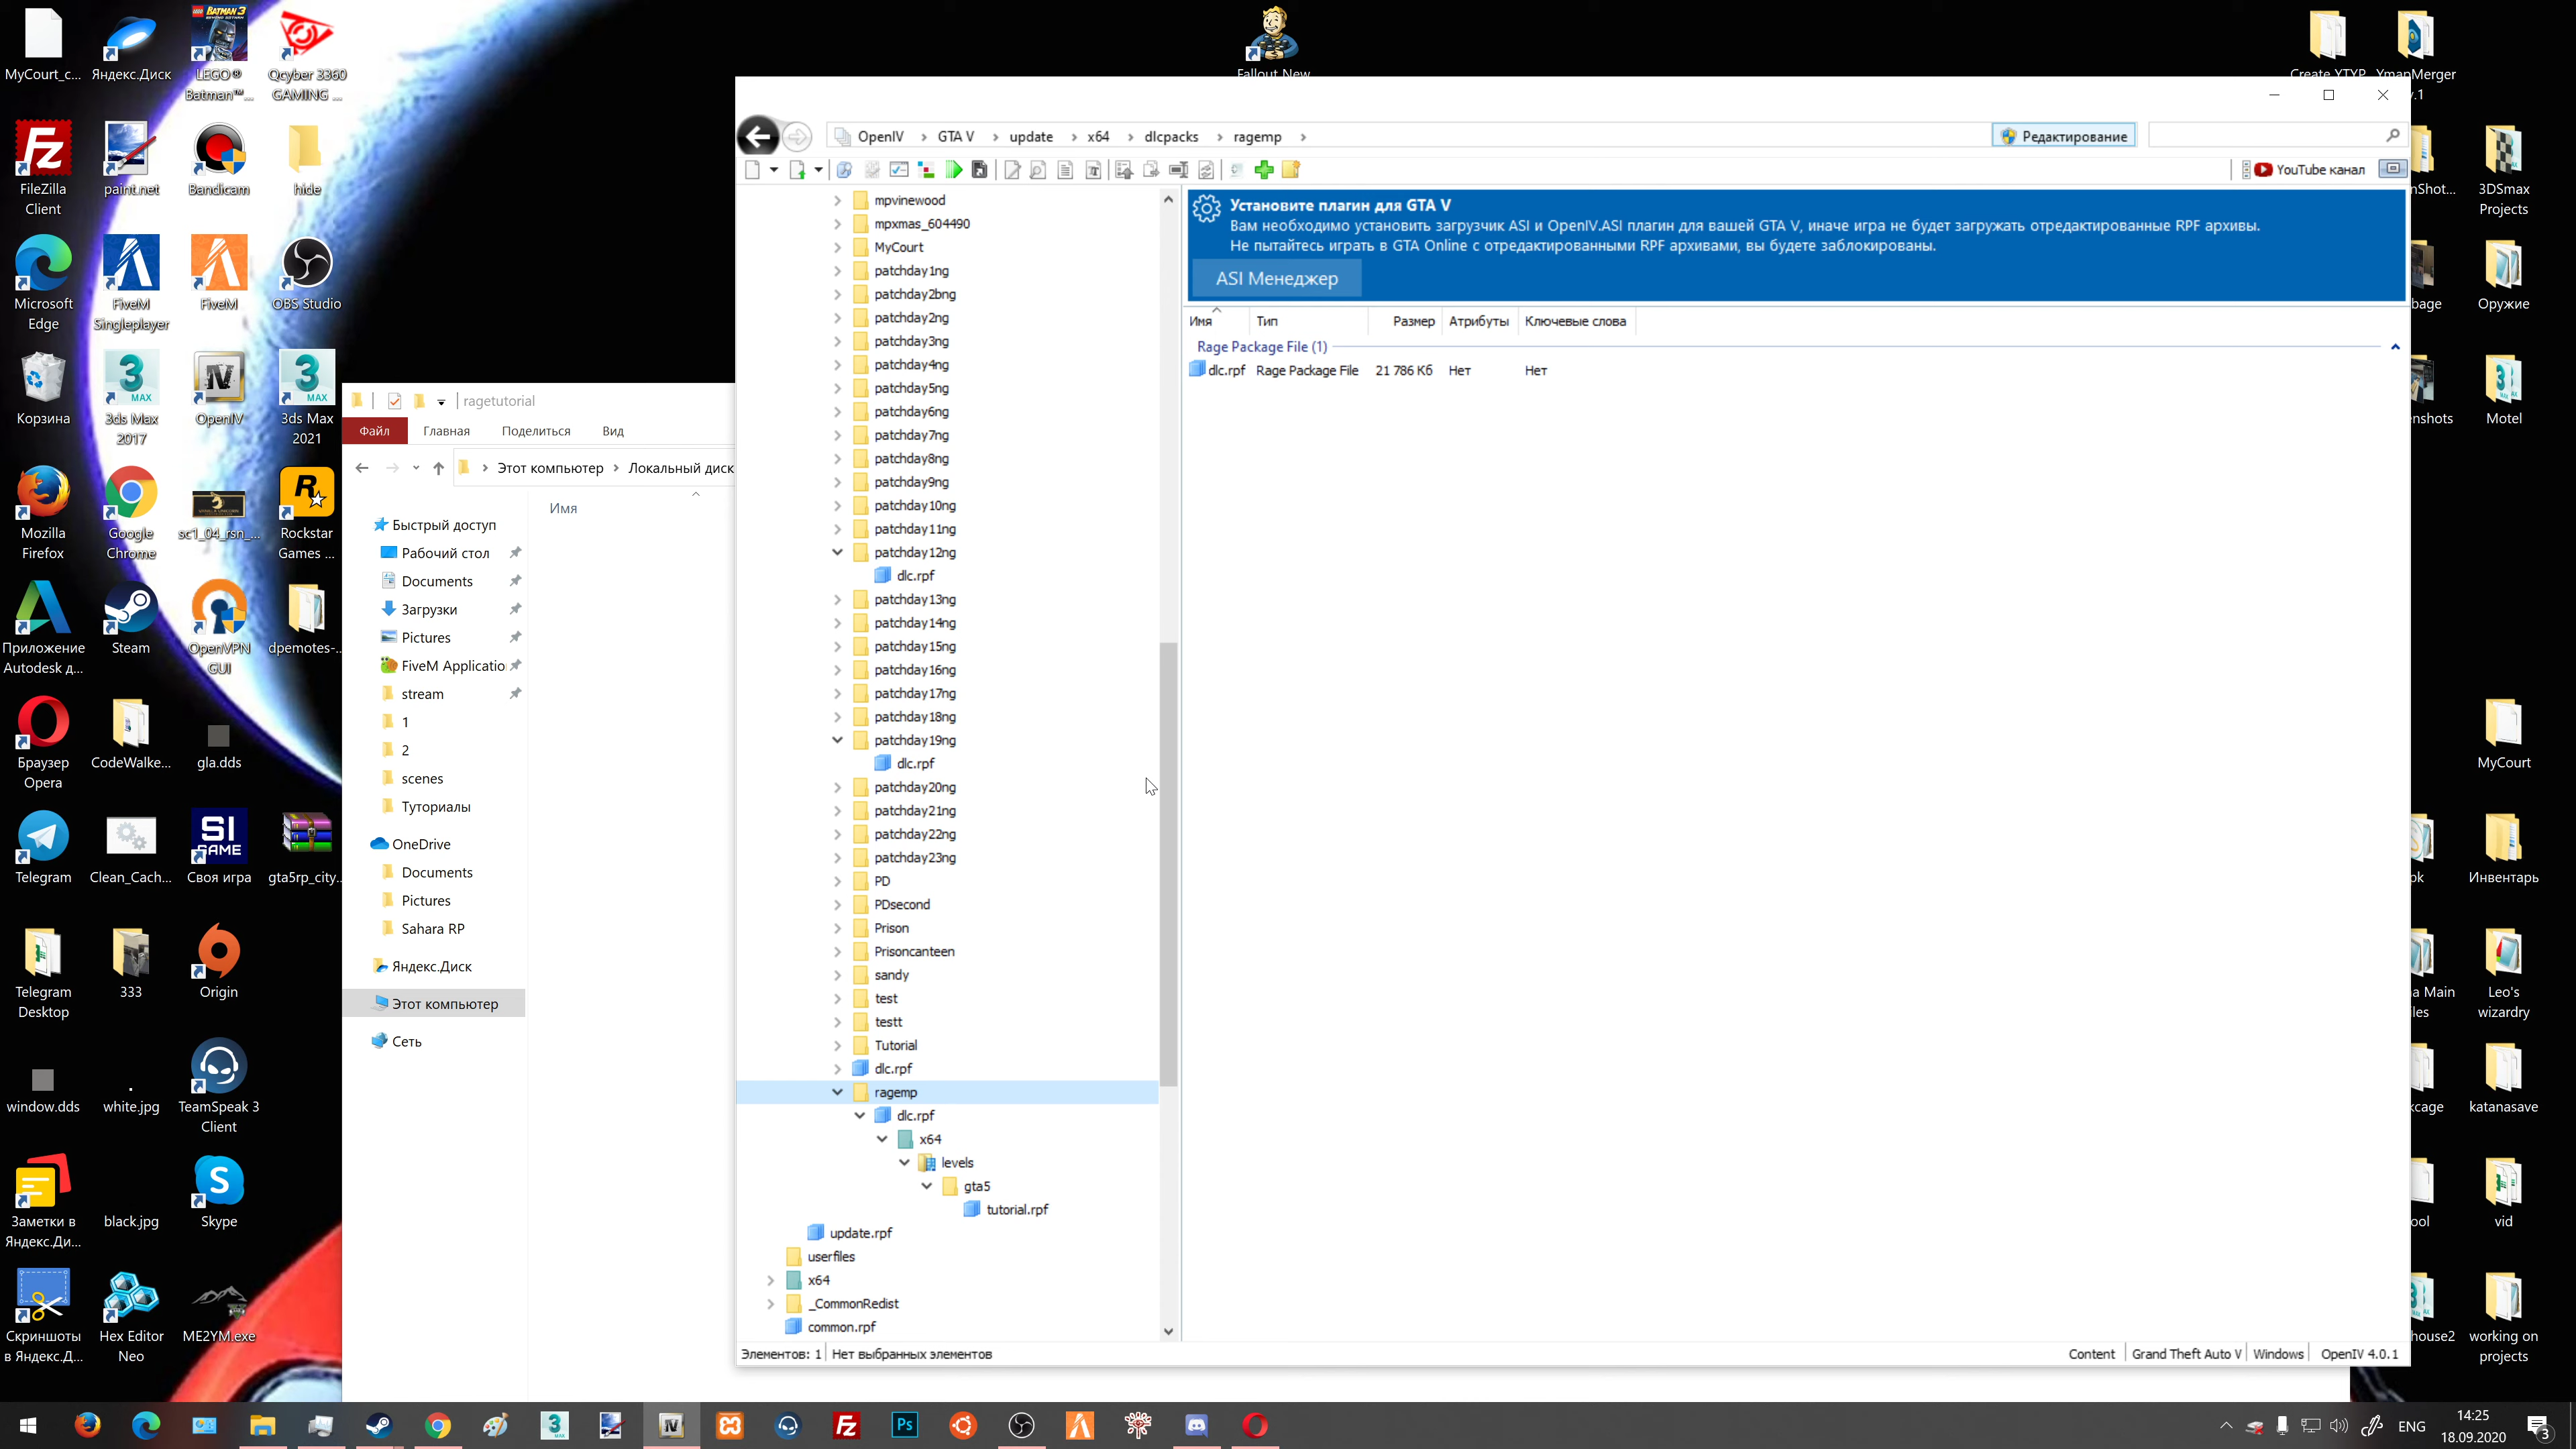 MyCourt_c...
Яндекс.Диск
LEGO®
Batman™...
Qcyber 3360
GAMING ...
FileZilla
Client
paint.net
Bandicam
hide
Microsoft
Edge
FiveM
Singleplayer
FiveM
OBS Studio
Корзина
3ds Max
2017
OpenIV
3ds Max
2021
Mozilla
Firefox
Google
Chrome
sc1_04_rsn_...
Rockstar
Games ...
Приложение
Autodesk д...
Steam
OpenVPN
GUI
dpemotes-...
Браузер
Opera
CodeWalke...
gla.dds
Telegram
Clean_Cach...
Своя игра
gta5rp_city...
Telegram
Desktop
333
Origin
window.dds
white.jpg
TeamSpeak 3
Client
Заметки в
Яндекс.Ди...
black.jpg
Skype
Скриншоты
в Яндекс.Д...
Hex Editor
Neo
ME2YM.exe
Fallout New
Create YTYP
YmapMerger
v.1
nShot...
3DSmax
Projects
bage
Оружие
enshots
Motel
MyCourt
pk
Инвентарь
a Main
iles
Leo's
wizardry
kcage
katanasave
ool
vid
house2
working on
projects
ragetutorial
Файл
Главная
Поделиться
Вид
Этот компьютер
Локальный диск
Имя
Быстрый доступ
Рабочий стол
Documents
Загрузки
Pictures
FiveM Applicatio
stream
1
2
scenes
Туториалы
OneDrive
Documents
Pictures
Sahara RP
Яндекс.Диск
Этот компьютер
Сеть
OpenIV
GTA V
update
x64
dlcpacks
ragemp
Редактирование
YouTube канал
mpvinewood
mpxmas_604490
MyCourt
patchday1ng
patchday2bng
patchday2ng
patchday3ng
patchday4ng
patchday5ng
patchday6ng
patchday7ng
patchday8ng
patchday9ng
patchday10ng
patchday11ng
patchday12ng
dlc.rpf
patchday13ng
patchday14ng
patchday15ng
patchday16ng
patchday17ng
patchday18ng
patchday19ng
dlc.rpf
patchday20ng
patchday21ng
patchday22ng
patchday23ng
PD
PDsecond
Prison
Prisoncanteen
sandy
test
testt
Tutorial
dlc.rpf
ragemp
dlc.rpf
x64
levels
gta5
tutorial.rpf
update.rpf
userfiles
x64
_CommonRedist
common.rpf
Установите плагин для GTA V
Вам необходимо установить загрузчик ASI и OpenIV.ASI плагин для вашей GTA V, иначе игра не будет загружать отредактированные RPF архивы.
Не пытайтесь играть в GTA Online с отредактированными RPF архивами, вы будете заблокированы.
ASI Менеджер
Имя
Тип
Размер
Атрибуты
Ключевые слова
Rage Package File (1)
dlc.rpf
Rage Package File
21 786 Кб
Нет
Нет
Элементов: 1
Нет выбранных элементов
Content
Grand Theft Auto V
Windows
OpenIV 4.0.1
ENG
14:25
18.09.2020
3